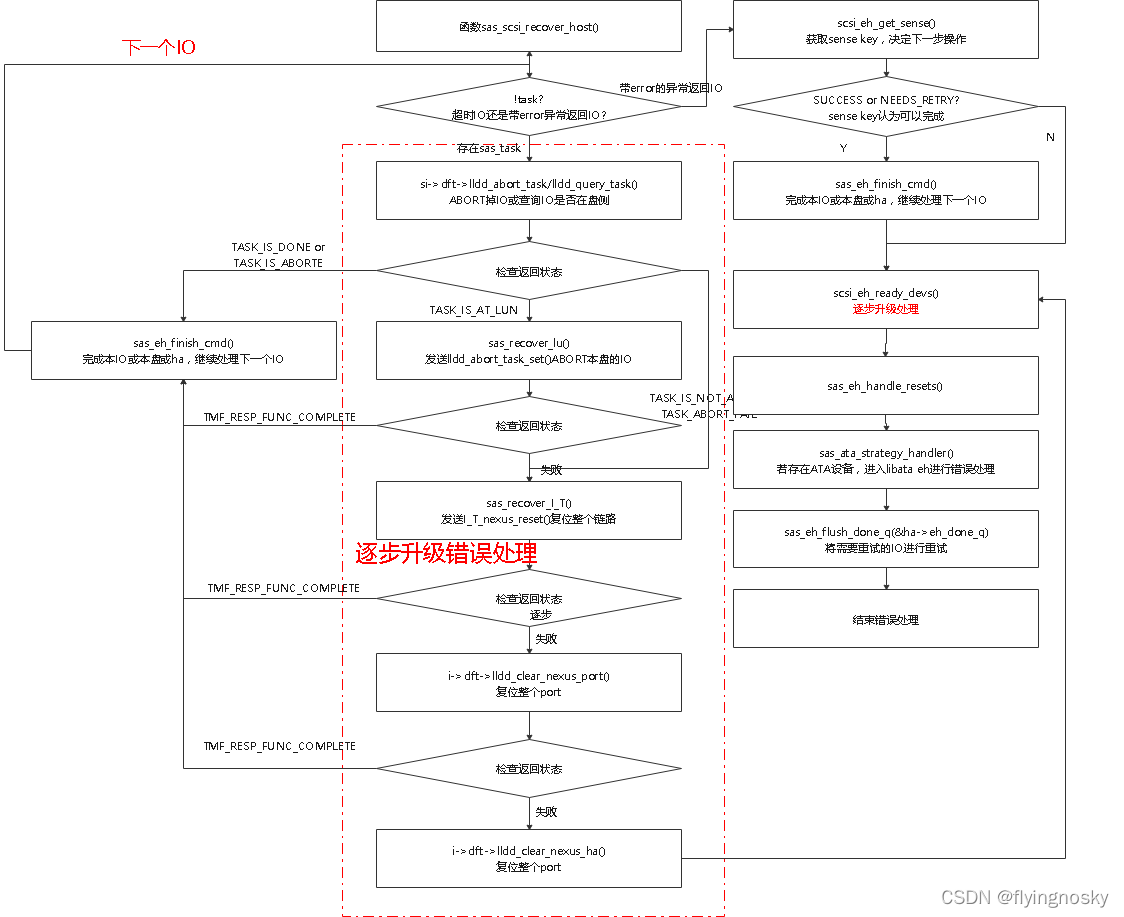 函数sas_scsi_recover_host()
下一个IO
!task?
超时IO还是带error异常返回IO?
带error的异常返回IO
scsi_eh_get_sense()
获取sense key，决定下一步操作
SUCCESS or NEEDS_RETRY?
sense key认为可以完成
Y
N
sas_eh_finish_cmd()
完成本IO或本盘或ha，继续处理下一个IO
scsi_eh_ready_devs()
逐步升级处理
sas_eh_handle_resets()
sas_ata_strategy_handler()
若存在ATA设备，进入libata eh进行错误处理
sas_eh_flush_done_q(&ha->eh_done_q)
将需要重试的IO进行重试
结束错误处理
存在sas_task
si->dft->lldd_abort_task/lldd_query_task()
ABORT掉IO或查询IO是否在盘侧
检查返回状态
TASK_IS_DONE or
TASK_IS_ABORTE
sas_eh_finish_cmd()
完成本IO或本盘或ha，继续处理下一个IO
TASK_IS_AT_LUN
sas_recover_lu()
发送lldd_abort_task_set()ABORT本盘的IO
TASK_IS_NOT_A
TASK_ABORT_FAIL
检查返回状态
TMF_RESP_FUNC_COMPLETE
失败
sas_recover_I_T()
发送I_T_nexus_reset()复位整个链路
逐步升级错误处理
检查返回状态
逐步
TMF_RESP_FUNC_COMPLETE
失败
i->dft->lldd_clear_nexus_port()
复位整个port
检查返回状态
TMF_RESP_FUNC_COMPLETE
失败
i->dft->lldd_clear_nexus_ha()
复位整个port
CSDN @flyingnosky